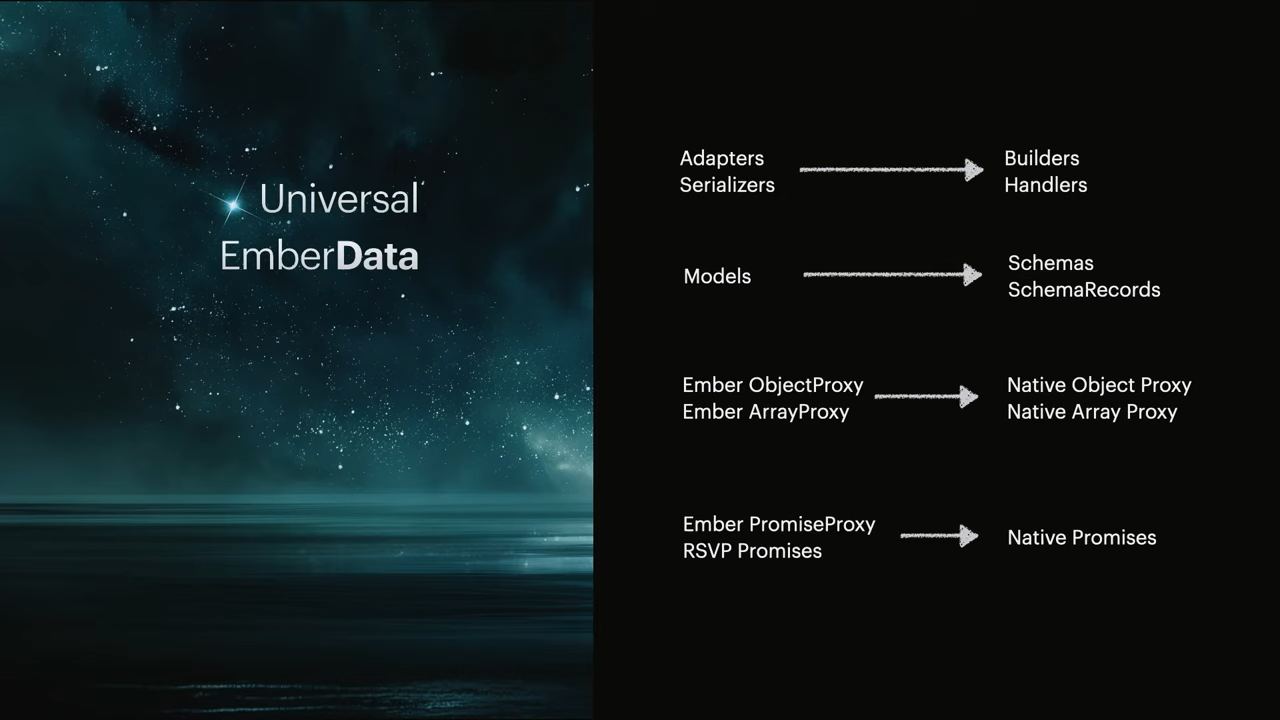 Universal
EmberData
Adapters
Serializers
Builders
Handlers
Models
Schemas
SchemaRecords
Ember ObjectProxy
Ember ArrayProxy
Native Object Proxy
Native Array Proxy
Ember PromiseProxy
RSVP Promises
Native Promises